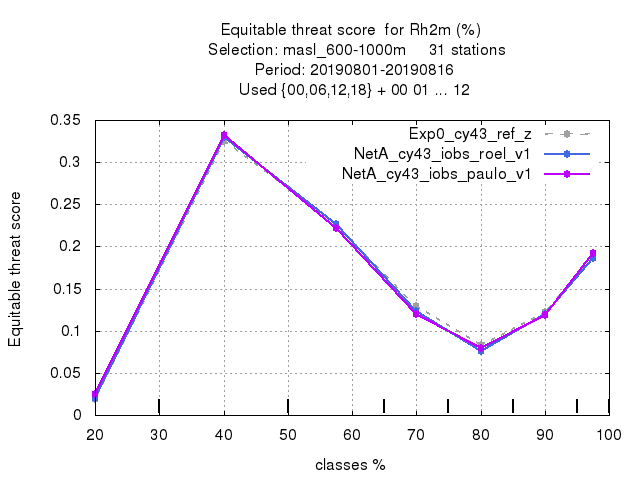 Equitable threat score  for Rh2m (%)
Selection: masl_600-1000m     31 stations
Period: 20190801-20190816
Used {00,06,12,18} + 00 01 ... 12
Exp0_cy43_ref_z
NetA_cy43_iobs_roel_v1
NetA_cy43_iobs_paulo_v1
Equitable threat score
0.35
0.3
0.25
0.2
0.15
0.1
0.05
0
20 30 40 50 60 70 80 90 100
classes %